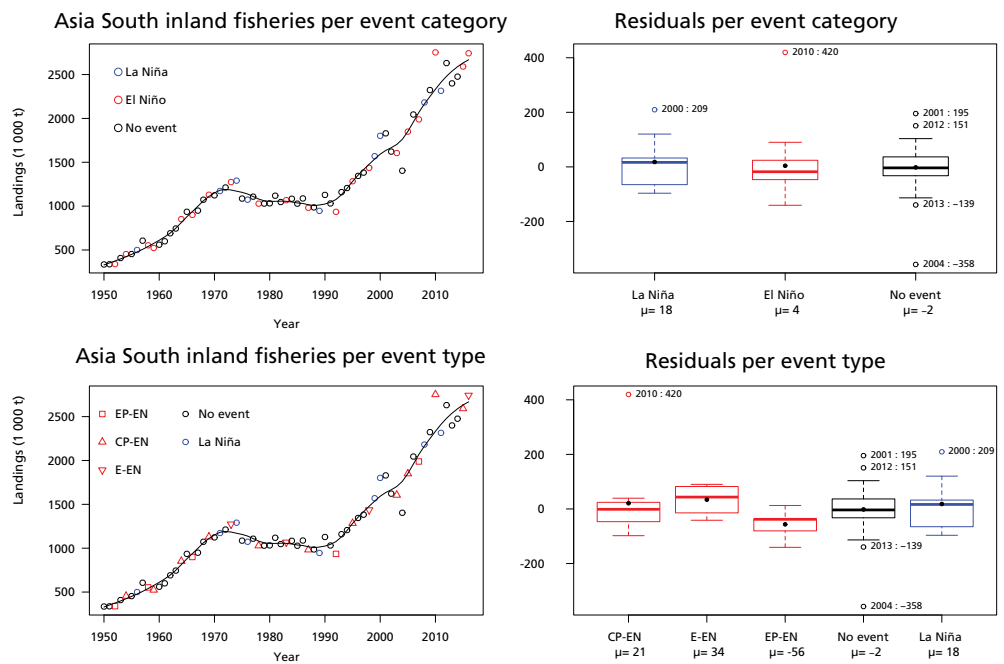 Asia South inland fisheries per event category
Landings (1 000 t)
2500
2000
1500
1000
500
La Niña
El Niño
No event
1950 1960 1970 1980 1990 2000 2010
Year
Residuals per event category
400
200
0
-200
2010 : 420
2000 : 209
2001 : 195
2012 : 151
2013 : −139
2004 : −358
La Niña El Niño No event
µ= 18 µ= 4 µ= –2
Asia South inland fisheries per event type
Landings (1 000 t)
2500
2000
1500
1000
500
EP-EN No event
CP-EN La Niña
E-EN
1950 1960 1970 1980 1990 2000 2010
Year
Residuals per event type
400
200
0
-200
2010 : 420
2001 : 195
2012 : 151
2000 : 209
2013 : −139
2004 : −358
CP-EN E-EN EP-EN No event La Niña
µ= 21 µ= 34 µ= -56 µ= –2 µ= 18